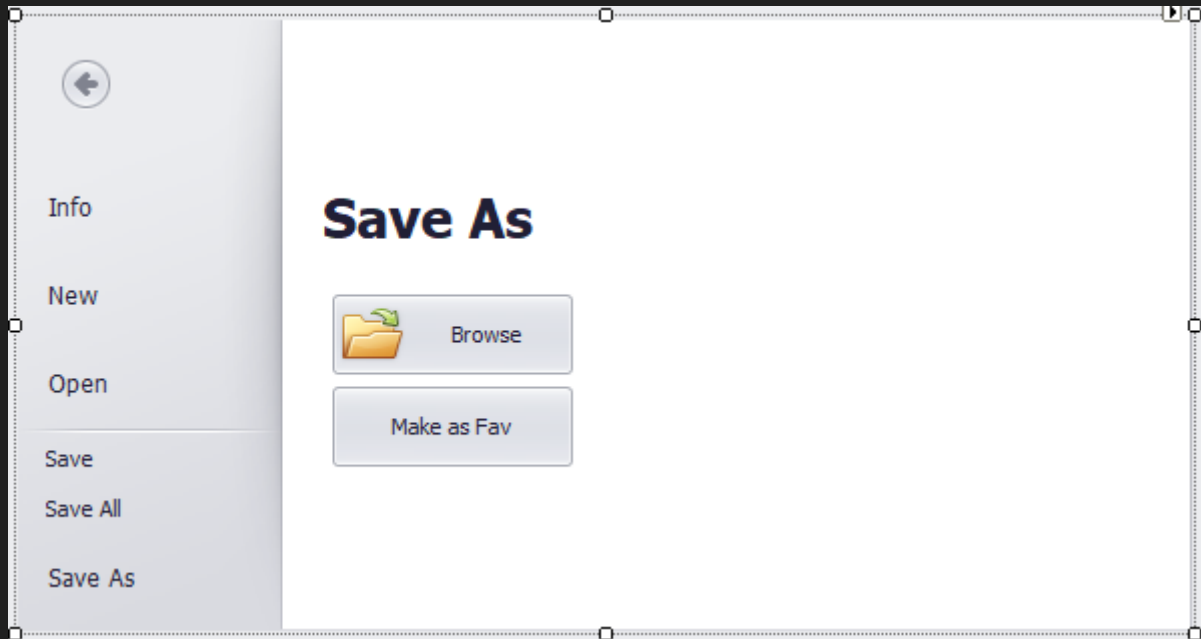 Info
New
Open
Save
Save All
Save As
Save As
Browse
Make as Fav